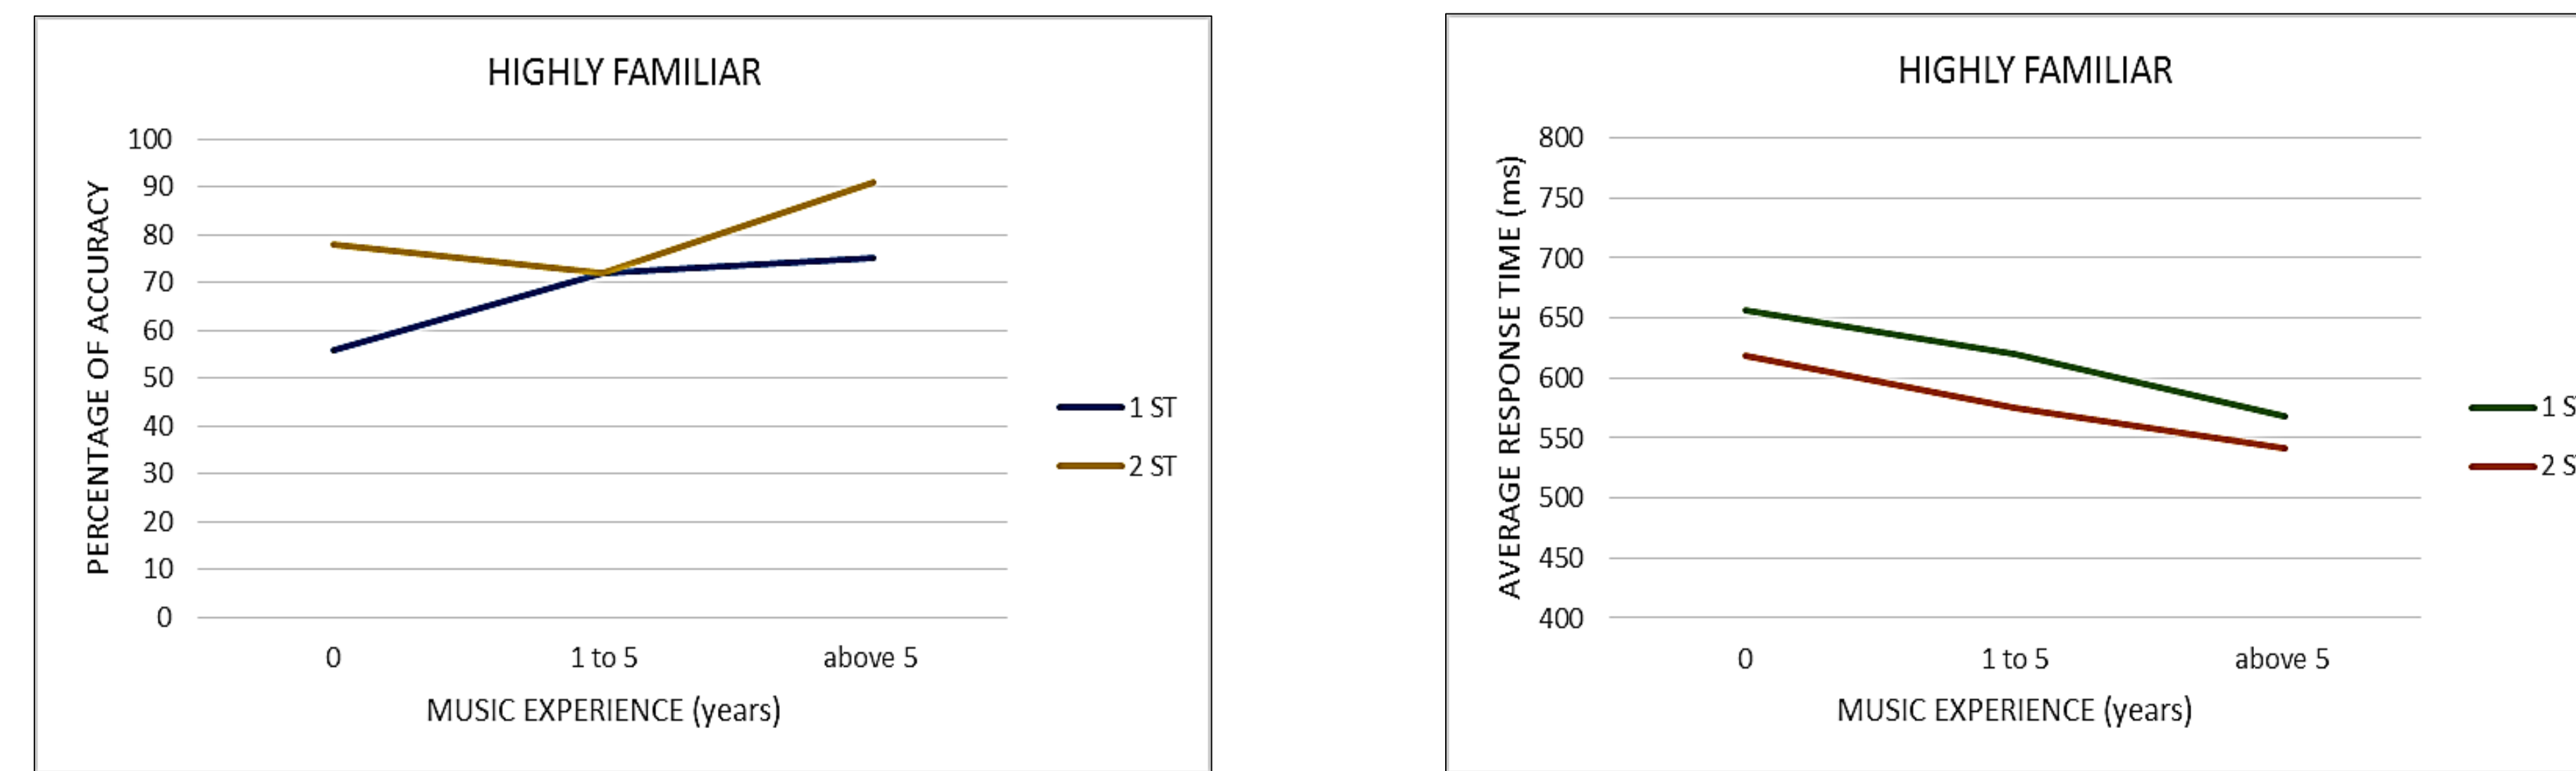 HIGHLY FAMILIAR
PERCENTAGE OF ACCURACY
100
90
80
70
60
50
40
30
20
10
0
0 1 to 5 above 5
MUSIC EXPERIENCE (years)
1 ST
2 ST
HIGHLY FAMILIAR
AVERAGE RESPONSE TIME (ms)
800
750
700
650
600
550
500
450
400
0 1 to 5 above 5
MUSIC EXPERIENCE (years)
1 S
2 S